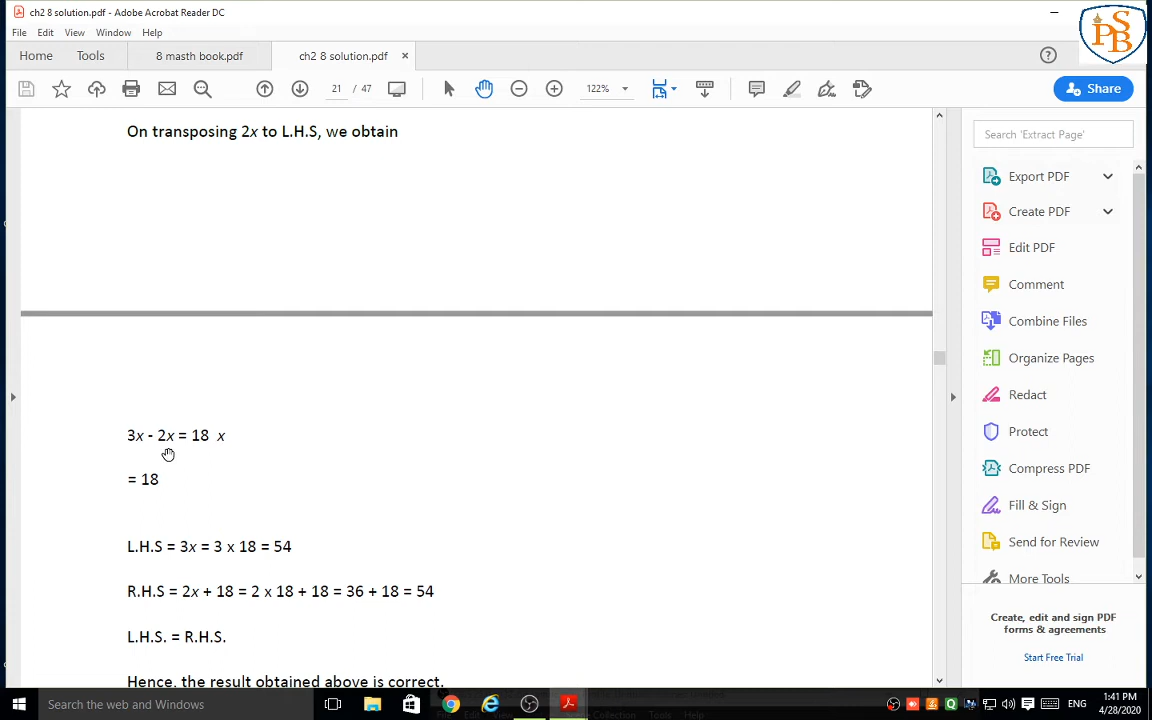 ch2 8 solution.pdf - Adobe Acrobat Reader DC
File Edit View Window Help
PSB
Home Tools 8 masth book.pdf ch2 8 solution.pdf ×
21 / 47 122% Share
On transposing 2x to L.H.S, we obtain
3x - 2x = 18 x
= 18
L.H.S = 3x = 3 x 18 = 54
R.H.S = 2x + 18 = 2 x 18 + 18 = 36 + 18 = 54
L.H.S. = R.H.S.
Hence, the result obtained above is correct.
Search 'Extract Page'
Export PDF
Create PDF
Edit PDF
Comment
Combine Files
Organize Pages
Redact
Protect
Compress PDF
Fill & Sign
Send for Review
More Tools
Create, edit and sign PDF
forms & agreements
Start Free Trial
Search the web and Windows
ENG
1:41 PM
4/28/2020